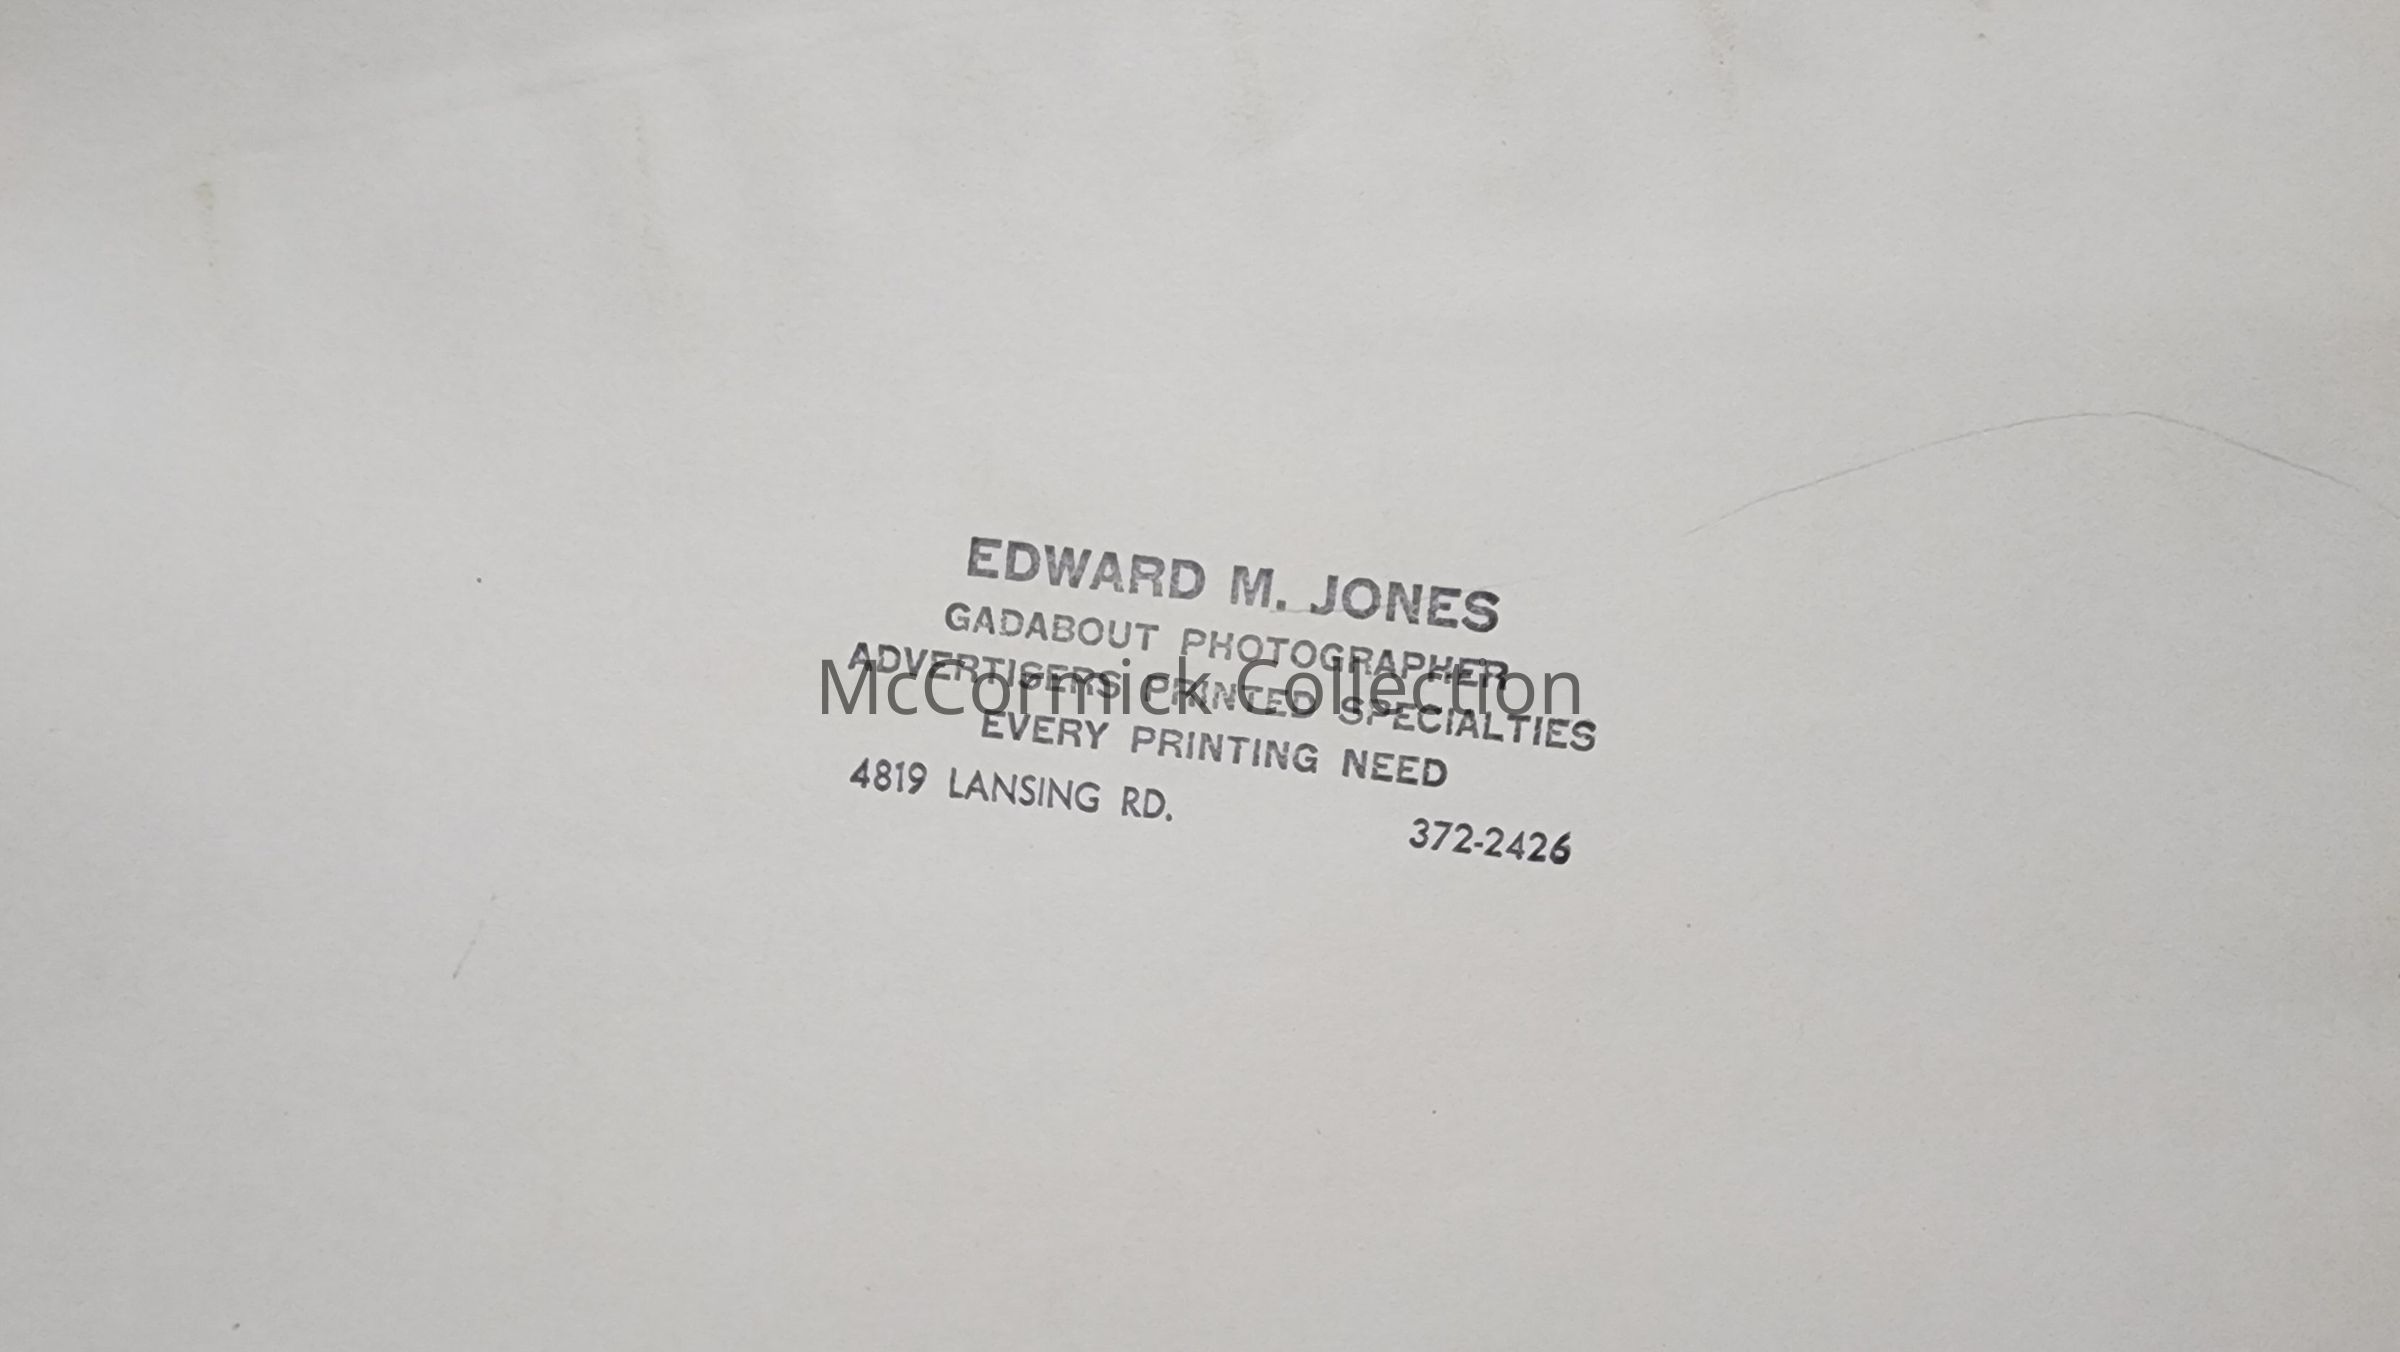 EDWARD M. JONES
GADABOUT PHOTOGRAPHER
ADVERTISERS PRINTED SPECIALTIES
McCormick Collection
EVERY PRINTING NEED
4819 LANSING RD. 372-2426